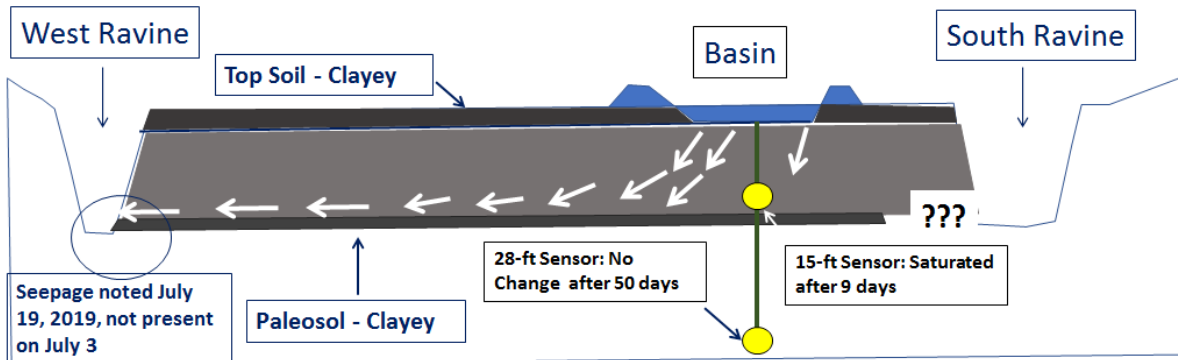 West Ravine
Top Soil - Clayey
Basin
South Ravine
???
28-ft Sensor: No
Change after 50 days
15-ft Sensor: Saturated
after 9 days
Seepage noted July
19, 2019, not present
on July 3
Paleosol - Clayey